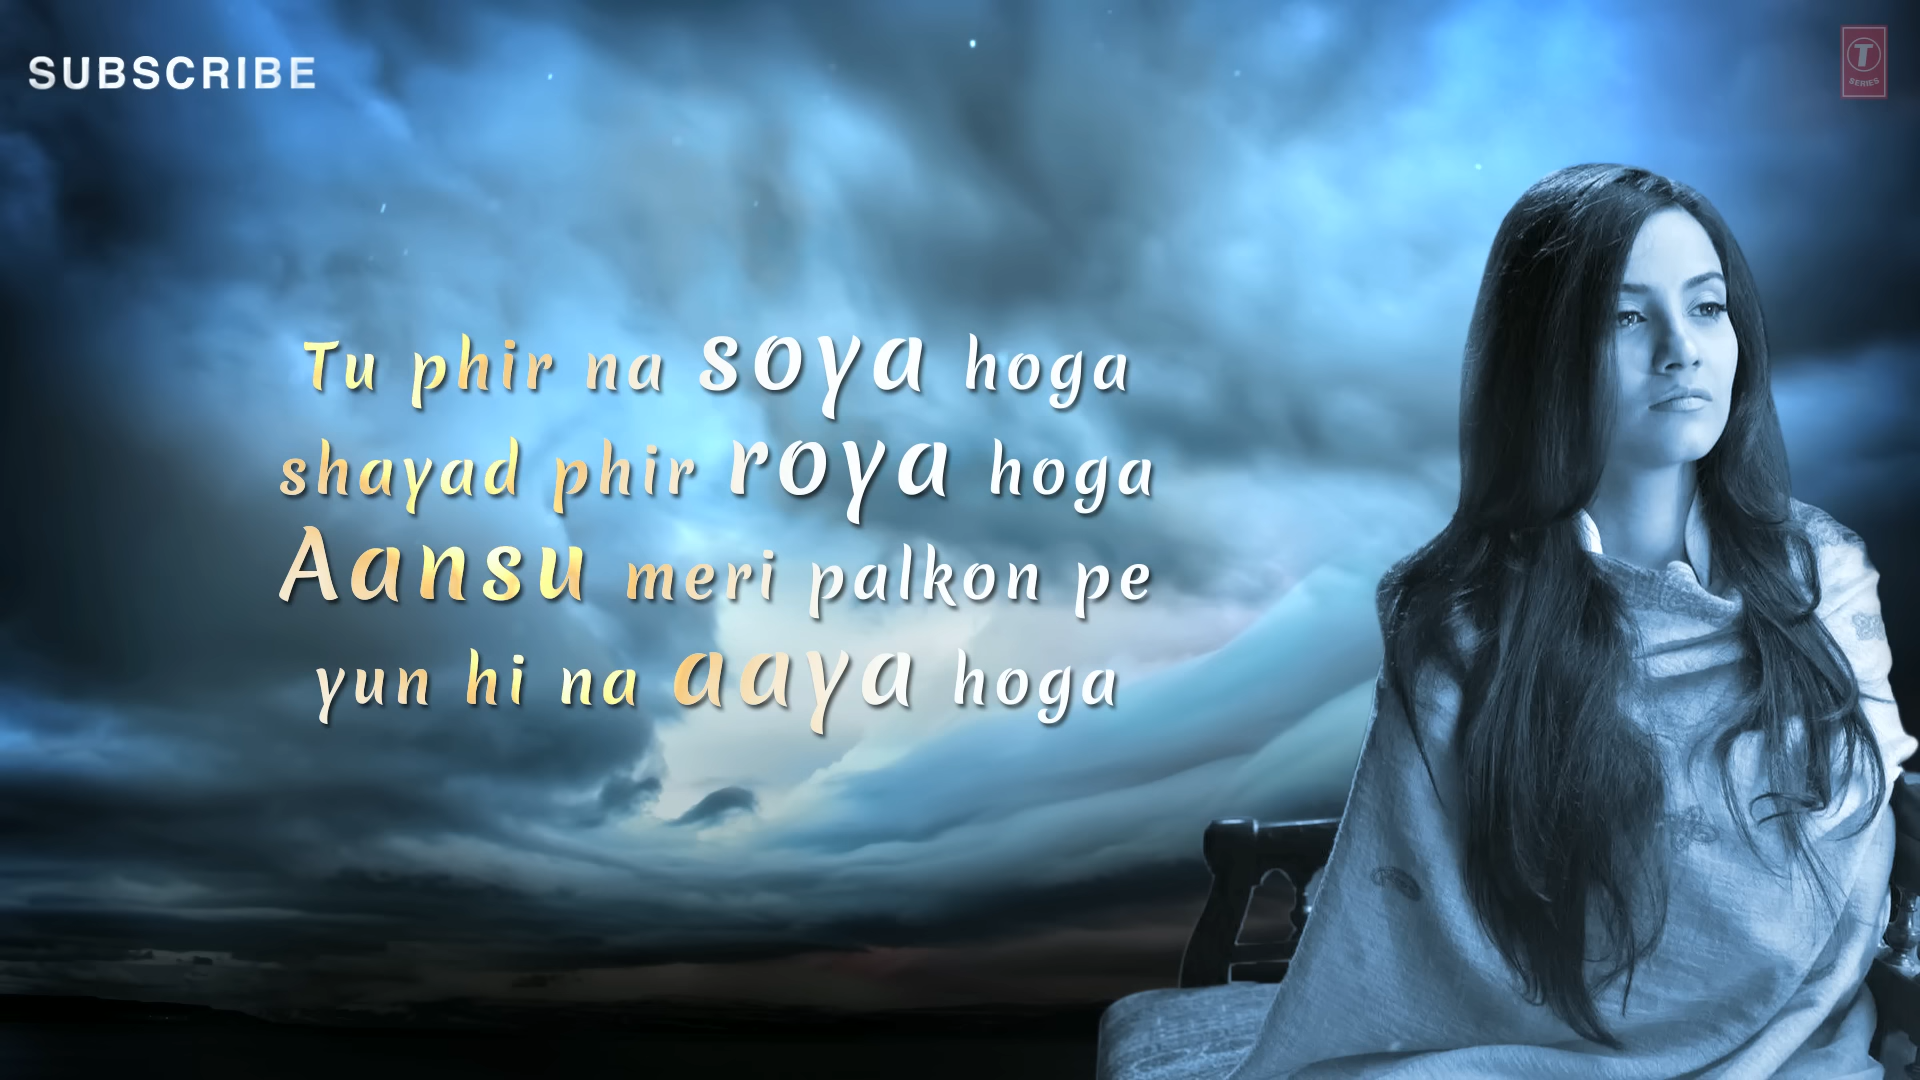 SUBSCRIBE
T
SERIES
Tu phir na soya hoga
shayad phir roya hoga
Aansu meri palkon pe
yun hi na aaya hoga